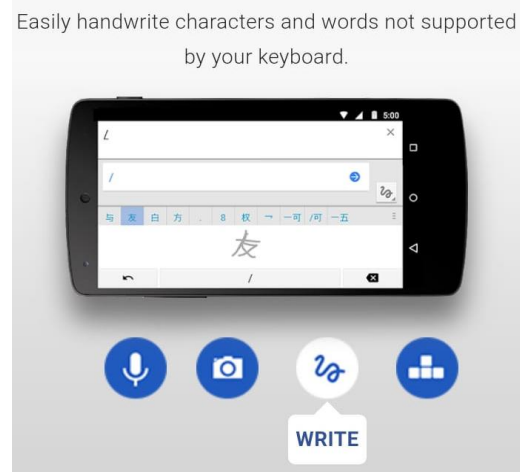 Easily handwrite characters and words not supported
by your keyboard.
5:00
/
与 友 白 方 . 8 权 一可 /可 一五
友
/
WRITE